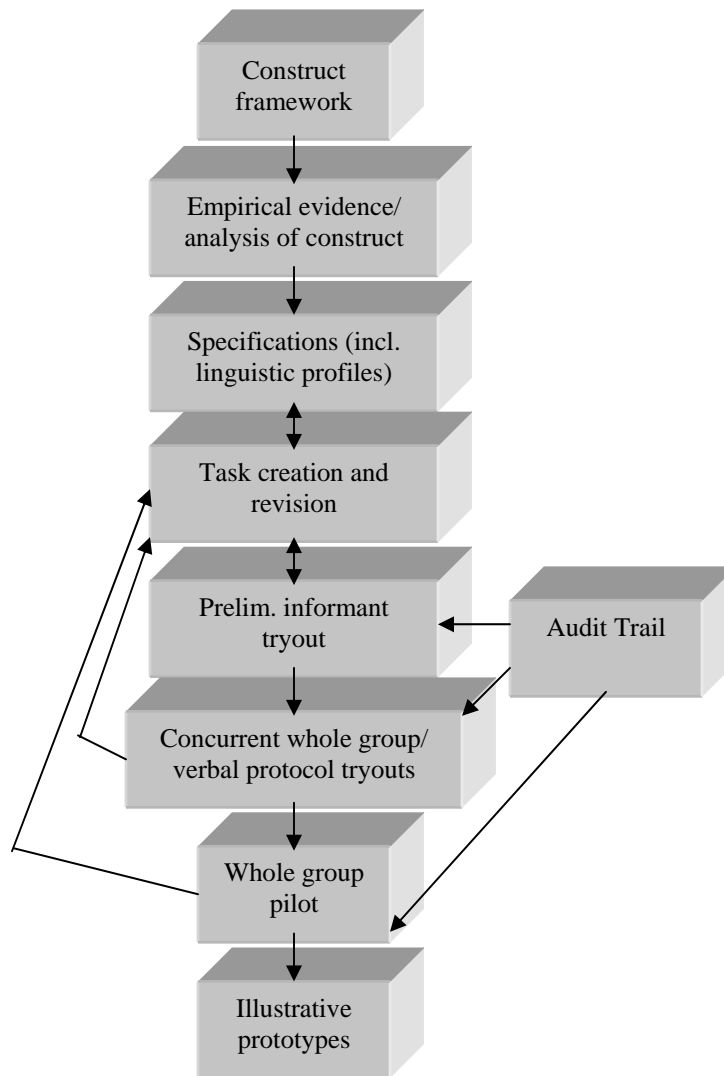 Construct
framework
Empirical evidence/
analysis of construct
Specifications (incl.
linguistic profiles)
Task creation and
revision
Prelim. informant
tryout
Audit Trail
Concurrent whole group/
verbal protocol tryouts
Whole group
pilot
Illustrative
prototypes